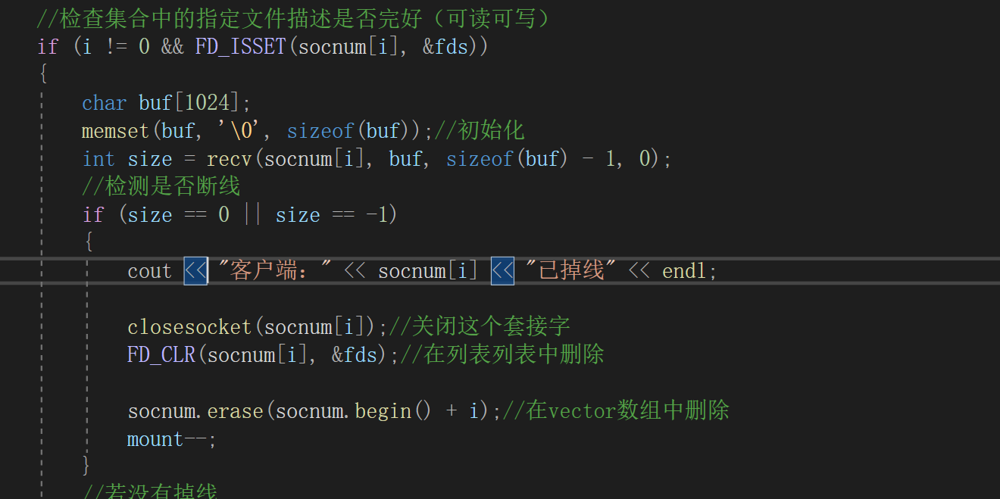 //检查集合中的指定文件描述是否完好（可读可写）
if (i != 0 && FD_ISSET(socnum[i], &fds))
{
char buf[1024];
memset(buf, '\0', sizeof(buf));//初始化
int size = recv(socnum[i], buf, sizeof(buf) - 1, 0);
//检测是否断线
if (size == 0 || size == -1)
{
cout << "客户端：" << socnum[i] << "已掉线" << endl;
closesocket(socnum[i]);//关闭这个套接字
FD_CLR(socnum[i], &fds);//在列表列表中删除
socnum.erase(socnum.begin() + i);//在vector数组中删除
mount--;
}
//若没有掉线